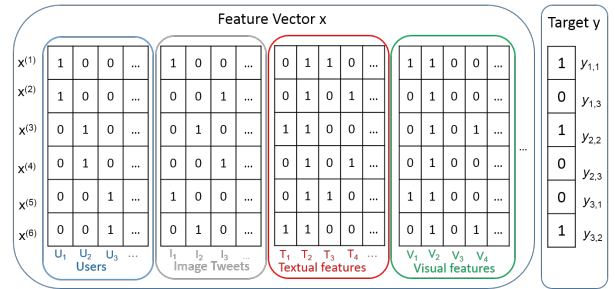 Feature Vector x Target y
x(1) 1 0 0 ... 1 0 0 ... 0 1 1 0 ... 1 1 0 0 ... 1 y1,1
x(2) 1 0 0 ... 0 0 1 ... 0 1 0 1 ... 0 1 0 0 ... 0 y1,3
x(3) 0 1 0 ... 0 1 0 ... 1 1 0 0 ... 0 1 0 1 ... 1 y2,2
...
x(4) 0 1 0 ... 0 0 1 ... 0 1 0 1 ... 0 1 0 0 ... 0 y2,3
x(5) 0 0 1 ... 1 0 0 ... 0 1 1 0 ... 1 1 0 0 ... 0 y3,1
x(6) 0 0 1 ... 0 1 0 ... 1 1 0 0 ... 0 1 0 1 ... 1 y3,2
U1 U2 U3 ... I1 I2 I3 ... T1 T2 T3 T4 ... V1 V2 V3 V4
Users Image Tweets Textual features Visual features